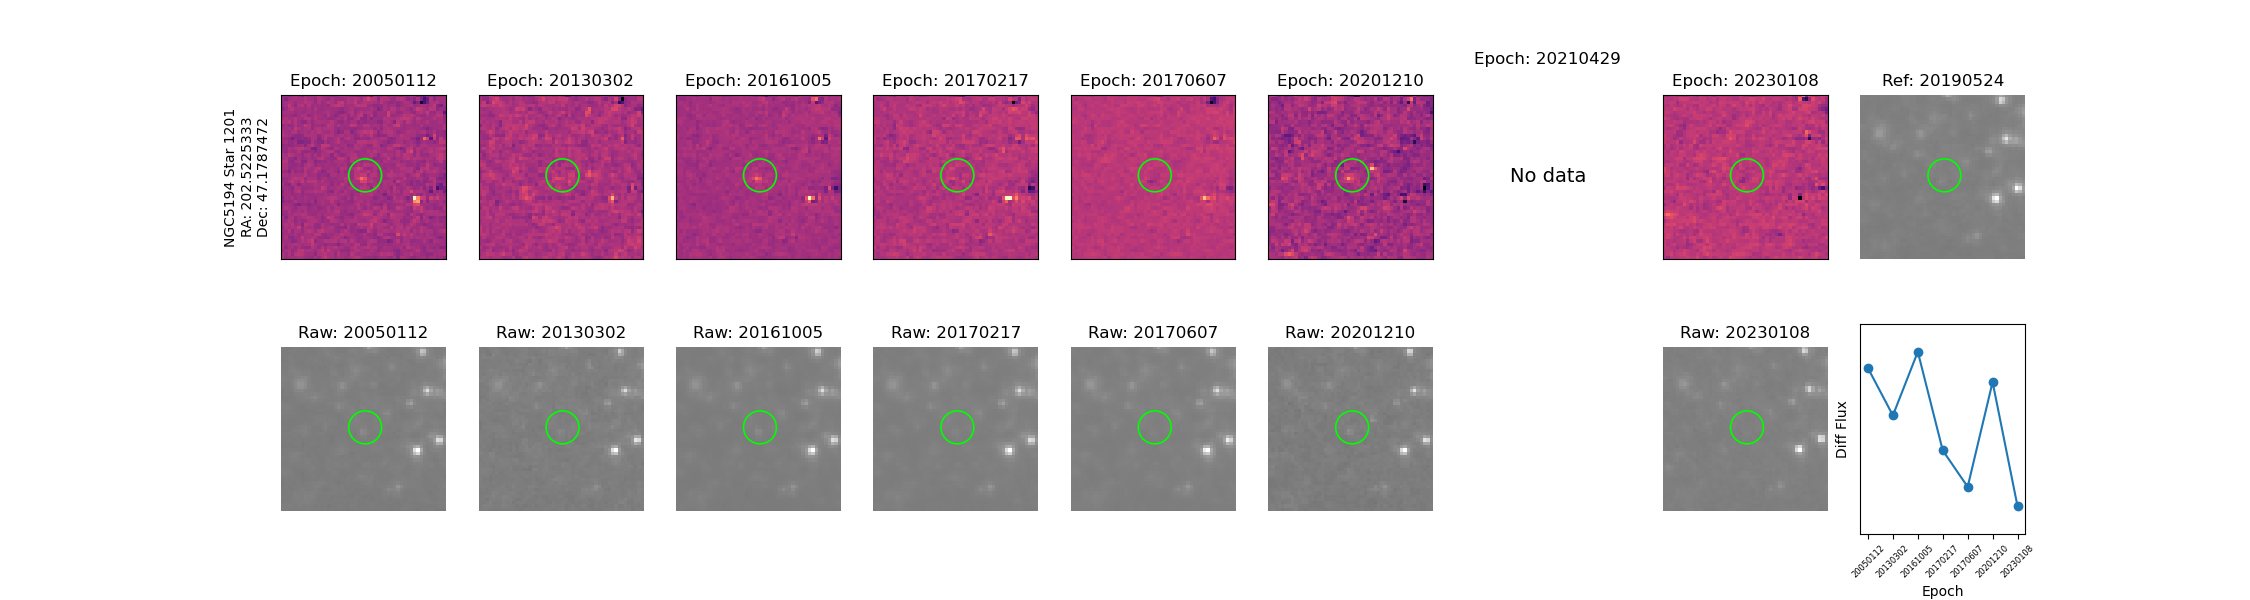 Epoch: 20210429
Epoch: 20050112
Epoch: 20130302
Epoch: 20161005
Epoch: 20170217
Epoch: 20170607
Epoch: 20201210
Epoch: 20230108
Ref: 20190524
NGC5194 Star 1201
RA: 202.5225333
Dec: 47.1787472
No data
Raw: 20050112
Raw: 20130302
Raw: 20161005
Raw: 20170217
Raw: 20170607
Raw: 20201210
Raw: 20230108
Diff Flux
20050112
20130302
20161005
20170217
20170607
20201210
20230108
Epoch